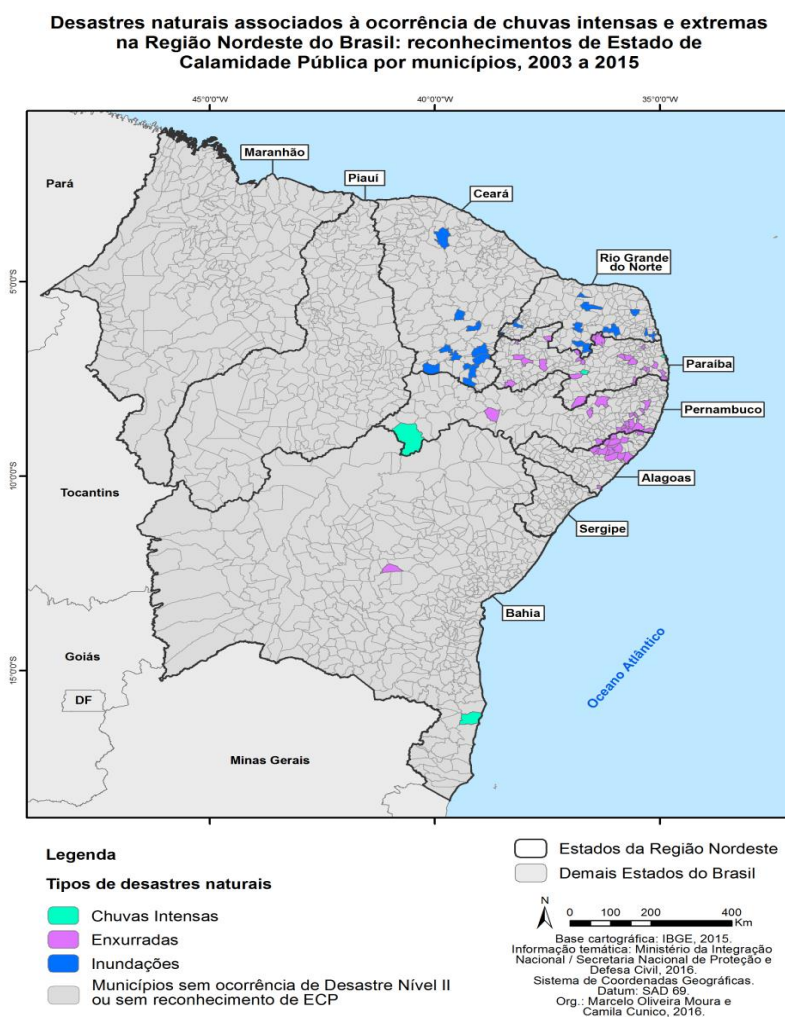 Desastres naturais associados à ocorrência de chuvas intensas e extremas
na Região Nordeste do Brasil: reconhecimentos de Estado de
Calamidade Pública por municípios, 2003 a 2015
45°0'0"W
40°0'0"W
35°0'0"W
Maranhão
Pará
Piauí
Ceará
Rio Grande
do Norte
5°0'0"S
Paraíba
Pernambuco
10°0'0"S
Alagoas
Tocantins
Sergipe
Bahia
Goiás
15°0'0"S
Oceano Atlântico
DF
Minas Gerais
Legenda
Tipos de desastres naturais
Chuvas Intensas
Enxurradas
Inundações
Municípios sem ocorrência de Desastre Nível II
ou sem reconhecimento de ECP
Estados da Região Nordeste
Demais Estados do Brasil
N
0 100 200 400
Km
Base cartográfica: IBGE, 2015.
Informação temática: Ministério da Integração
Nacional / Secretaria Nacional de Proteção e
Defesa Civil, 2016.
Sistema de Coordenadas Geográficas.
Datum: SAD 69.
Org.: Marcelo Oliveira Moura e
Camila Cunico, 2016.